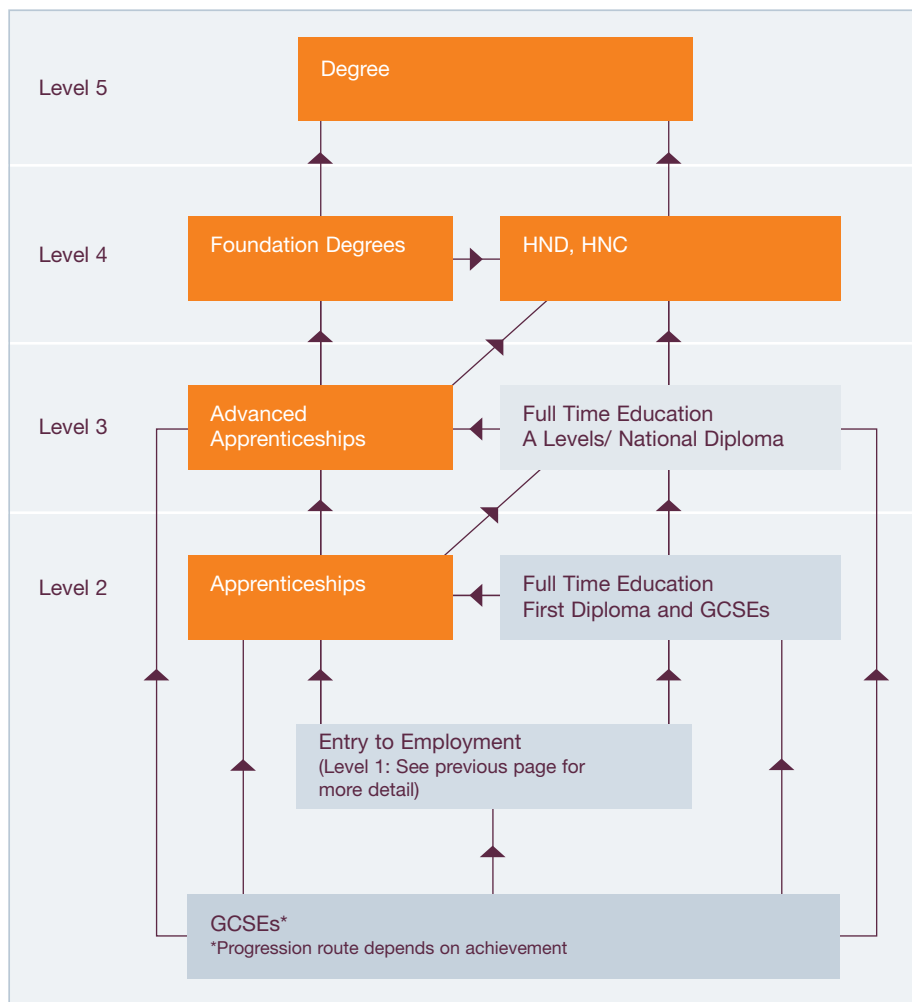 Level 5
Degree
Level 4
Foundation Degrees
HND, HNC
Level 3
Advanced
Apprenticeships
Full Time Education
A Levels/ National Diploma
Level 2
Apprenticeships
Full Time Education
First Diploma and GCSEs
Entry to Employment
(Level 1: See previous page for
more detail)
GCSEs*
*Progression route depends on achievement